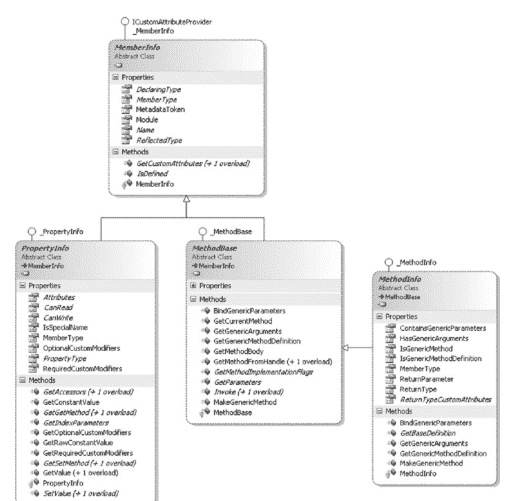 ICustomAttributeProvider
_MemberInfo
MemberInfo
Abstract Class
Properties
DeclaringType
MemberType
MetadataToken
Module
Name
ReflectedType
Methods
GetCustomAttributes (+ 1 overload)
IsDefined
MemberInfo
_PropertyInfo
PropertyInfo
Abstract Class
MemberInfo
Properties
Attributes
CanRead
CanWrite
IsSpecialName
MemberType
OptionalCustomModifiers
PropertyType
RequiredCustomModifiers
Methods
GetAccessors (+ 1 overload)
GetConstantValue
GetGetMethod (+ 1 overload)
GetIndexParameters
GetOptionalCustomModifiers
GetRawConstantValue
GetRequiredCustomModifiers
GetSetMethod (+ 1 overload)
GetValue (+ 1 overload)
PropertyInfo
SetValue (+ 1 overload)
_MethodBase
MethodBase
Abstract Class
MemberInfo
Properties
Methods
BindGenericParameters
GetCurrentMethod
GetGenericArguments
GetGenericMethodDefinition
GetMethodBody
GetMethodFromHandle (+ 1 overload)
GetMethodImplementationFlags
GetParameters
Invoke (+ 1 overload)
MakeGenericMethod
MethodBase
_MethodInfo
MethodInfo
Abstract Class
MethodBase
Properties
ContainsGenericParameters
HasGenericArguments
IsGenericMethod
IsGenericMethodDefinition
MemberType
ReturnParameter
ReturnType
ReturnTypeCustomAttributes
Methods
BindGenericParameters
GetBaseDefinition
GetGenericArguments
GetGenericMethodDefinition
MakeGenericMethod
MethodInfo